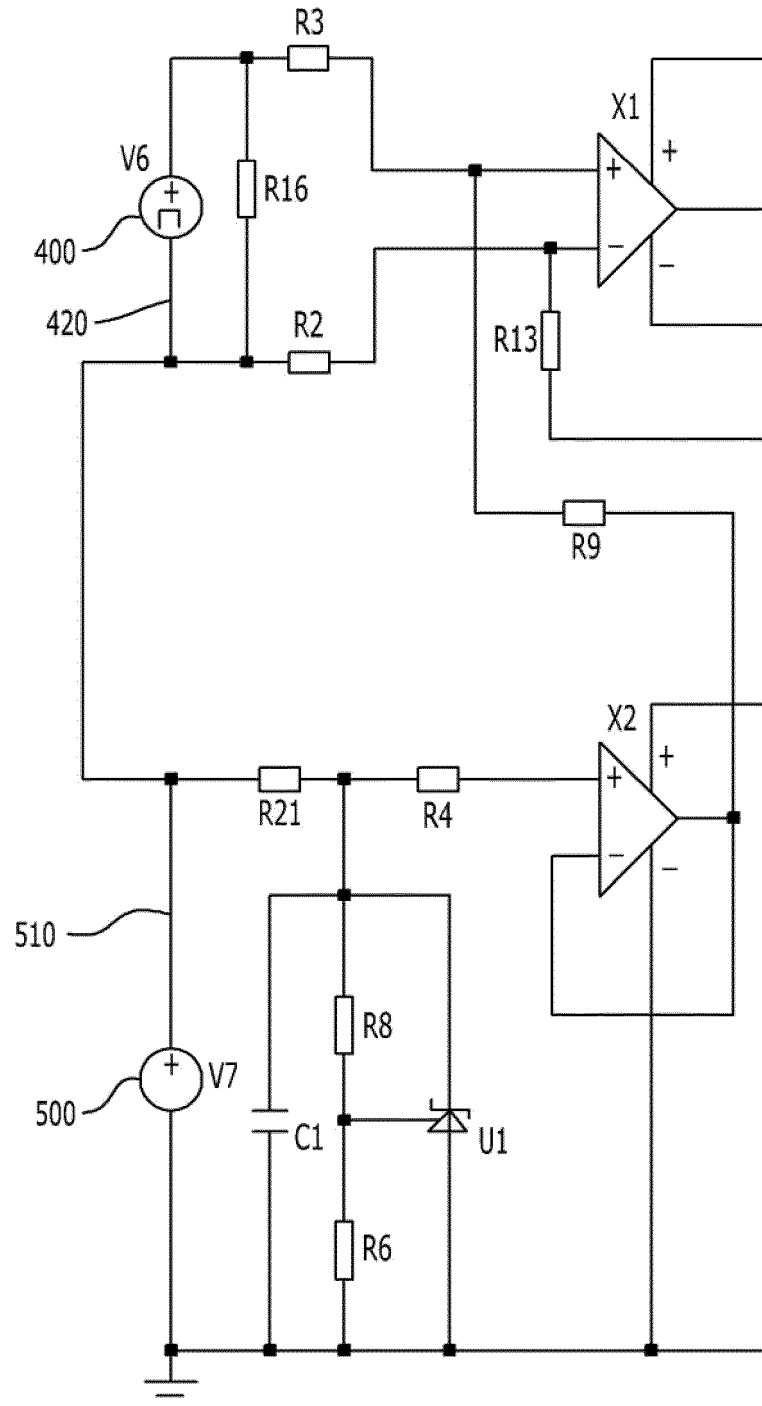 R3
X1
V6
+
+
+
R16
400
−
−
420
R2
R13
R9
X2
+
+
R21
R4
−
−
510
R8
+
V7
500
C1
U1
R6